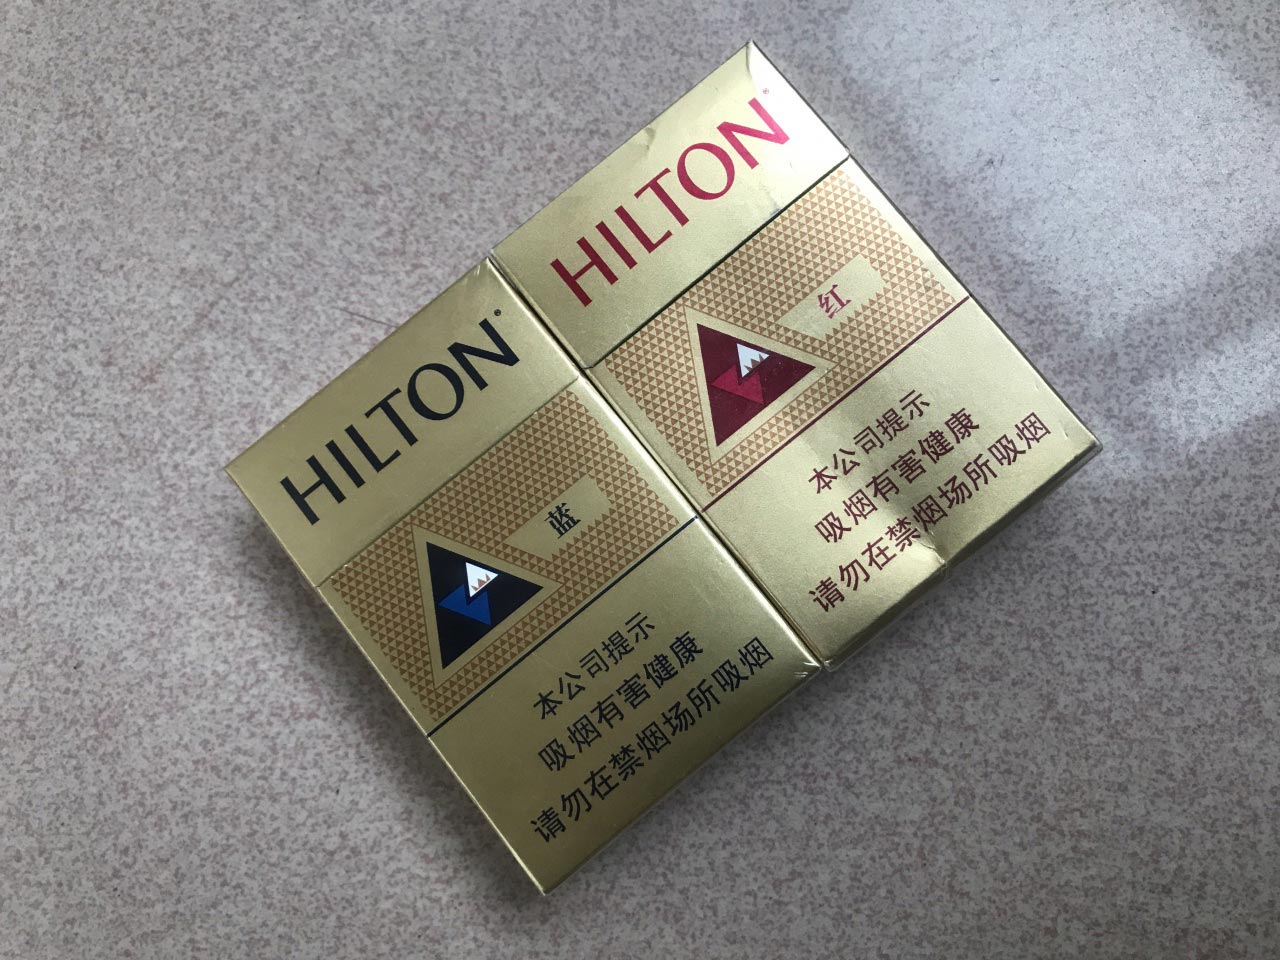 HILTON®
蓝
本公司提示
吸烟有害健康
请勿在禁烟场所吸烟
HILTON®
红
本公司提示
吸烟有害健康
请勿在禁烟场所吸烟